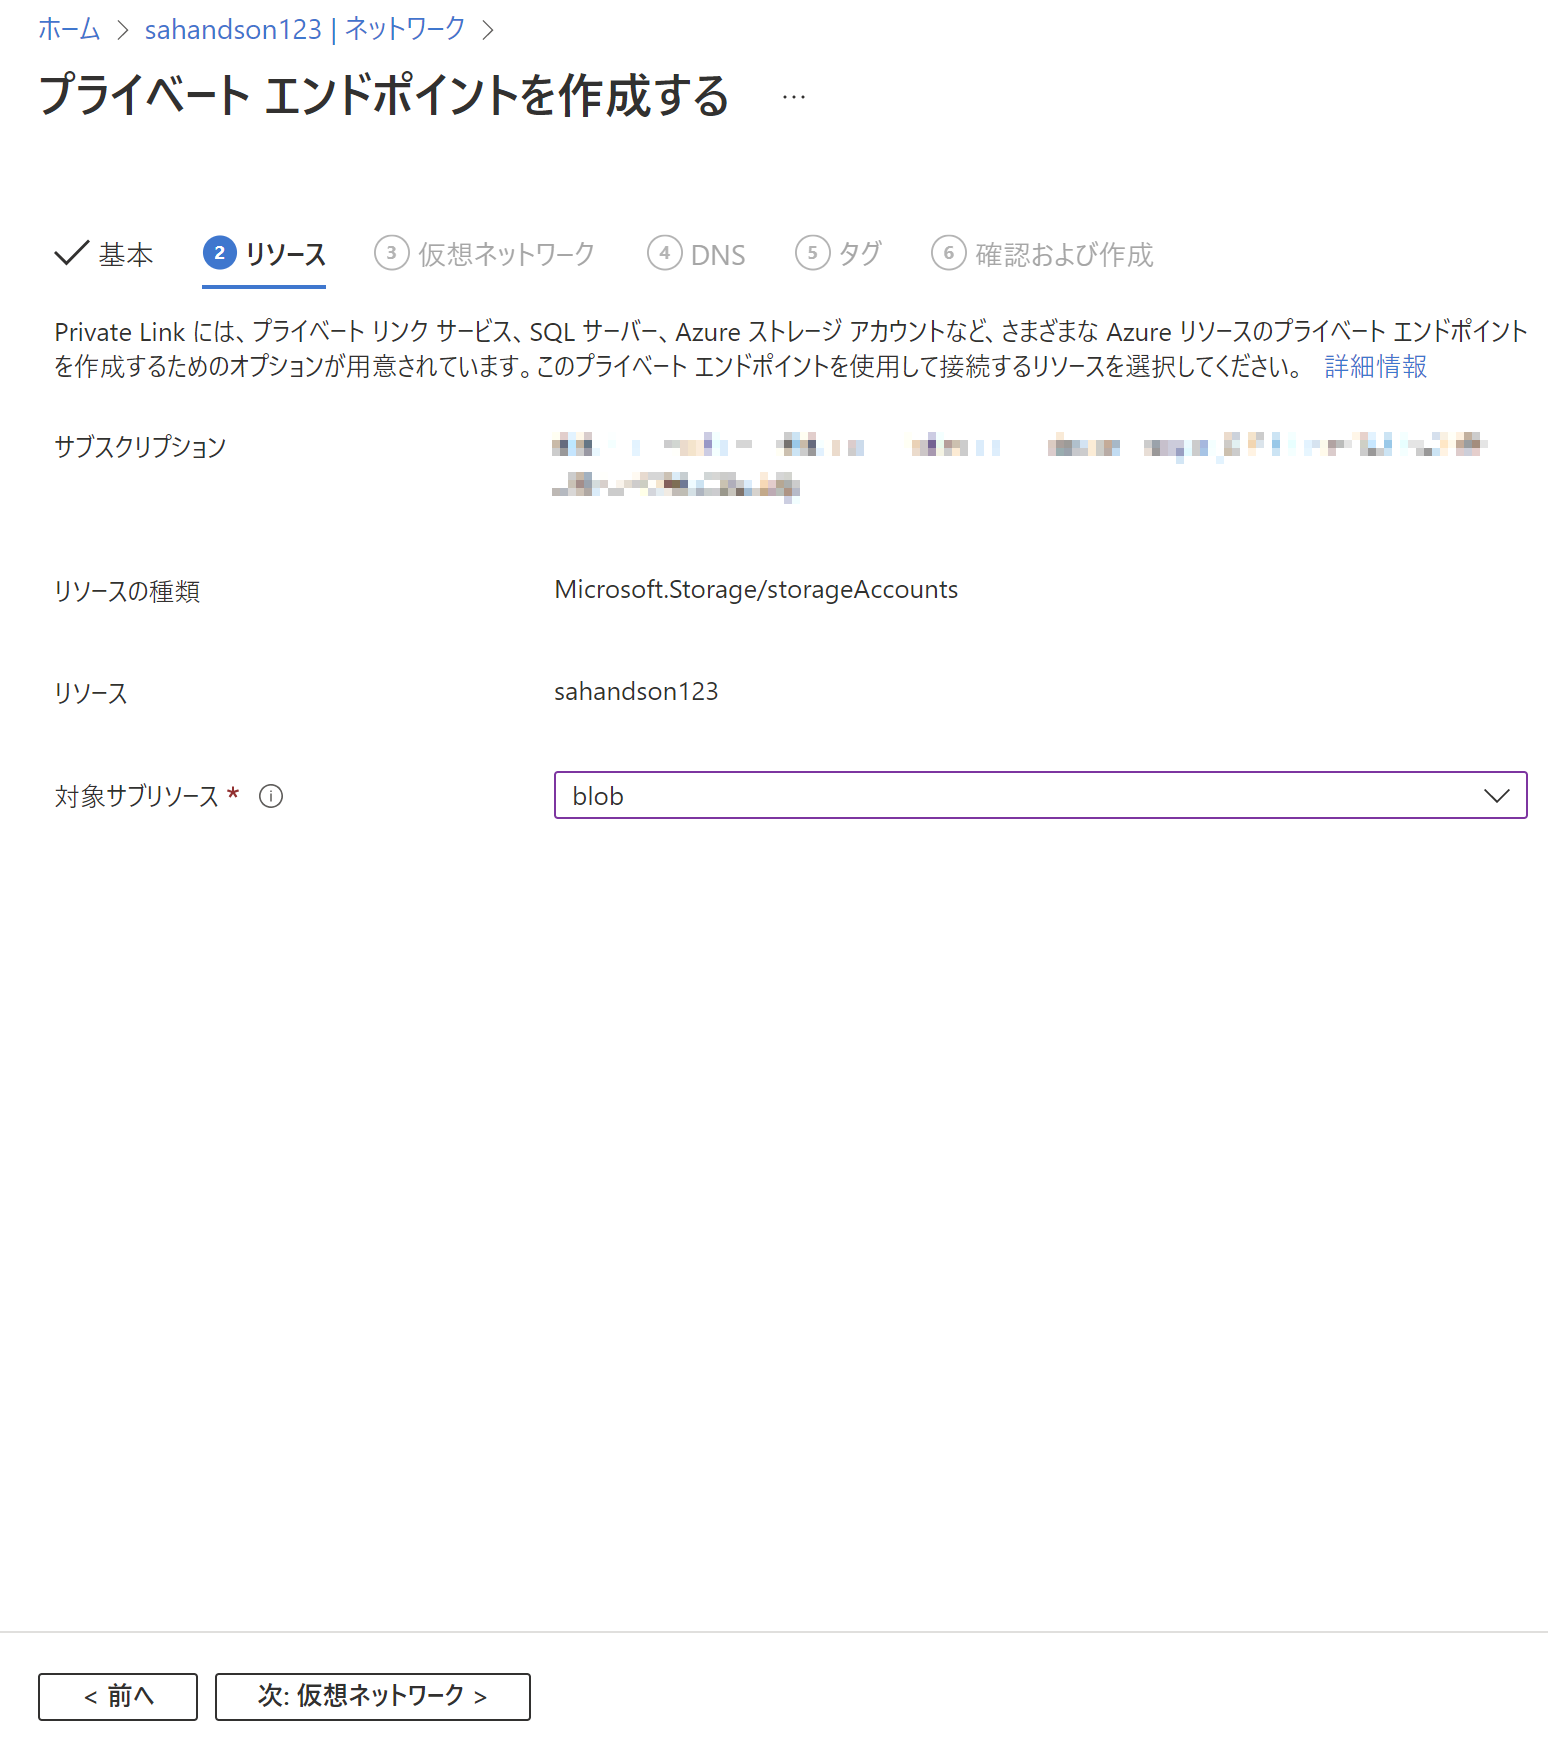 ホーム > sahandson123 | ネットワーク >
プライベート エンドポイントを作成する ...
基本 2 リソース 3 仮想ネットワーク 4 DNS 5 タグ 6 確認および作成
Private Link には、プライベート リンク サービス、SQL サーバー、Azure ストレージ アカウントなど、さまざまな Azure リソースのプライベート エンドポイント
を作成するためのオプションが用意されています。このプライベート エンドポイントを使用して接続するリソースを選択してください。 詳細情報
サブスクリプション
リソースの種類 Microsoft.Storage/storageAccounts
リソース sahandson123
対象サブリソース * blob
< 前へ 次: 仮想ネットワーク >